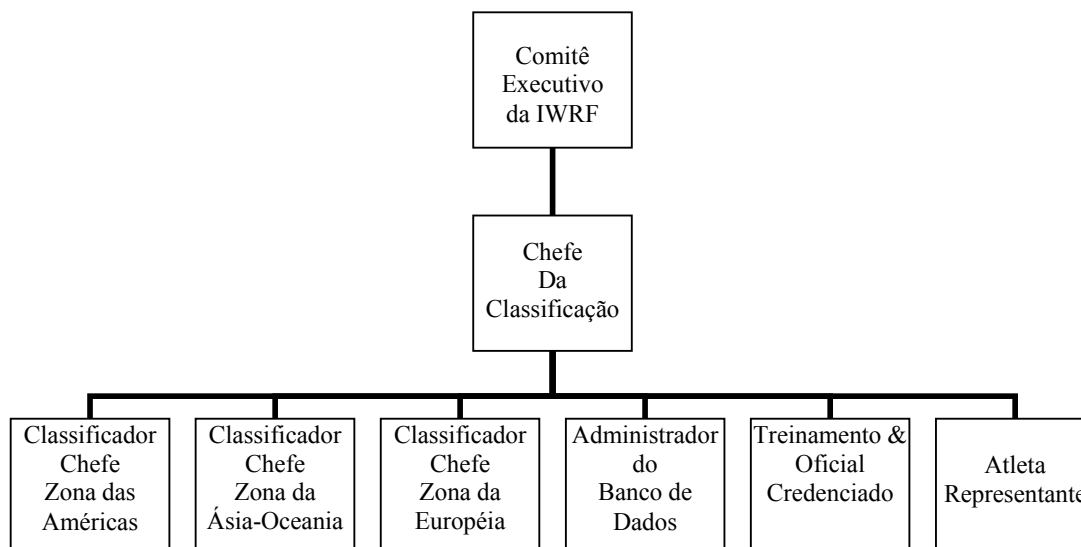 Comitê
Executivo
da IWRF
Chefe
Da
Classificação
Classificador
Chefe
Zona das
Américas
Classificador
Chefe
Zona da
Ásia-Oceania
Classificador
Chefe
Zona da
Européia
Administrador
do
Banco de
Dados
Treinamento &
Oficial
Credenciado
Atleta
Representante